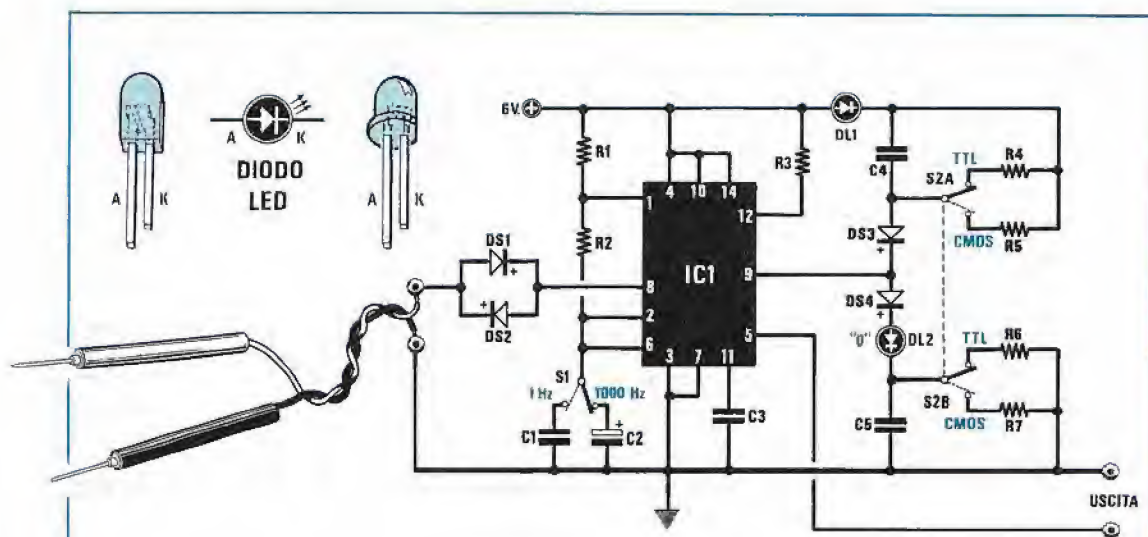 6V.
DL1
R1
R3
C4
S2A
TTL
R4
A K
DIODO
LED
A K
A K
4 10 14
1
12
R2
DS1
DS2
DS3
CMOS
R5
IC1
8
9
2
6
5
DS4
"0"
DL2
TTL
R6
3 7 11
S1
1 Hz
1000 Hz
C1
C2
C3
C5
S2B
CMOS
R7
USCITA